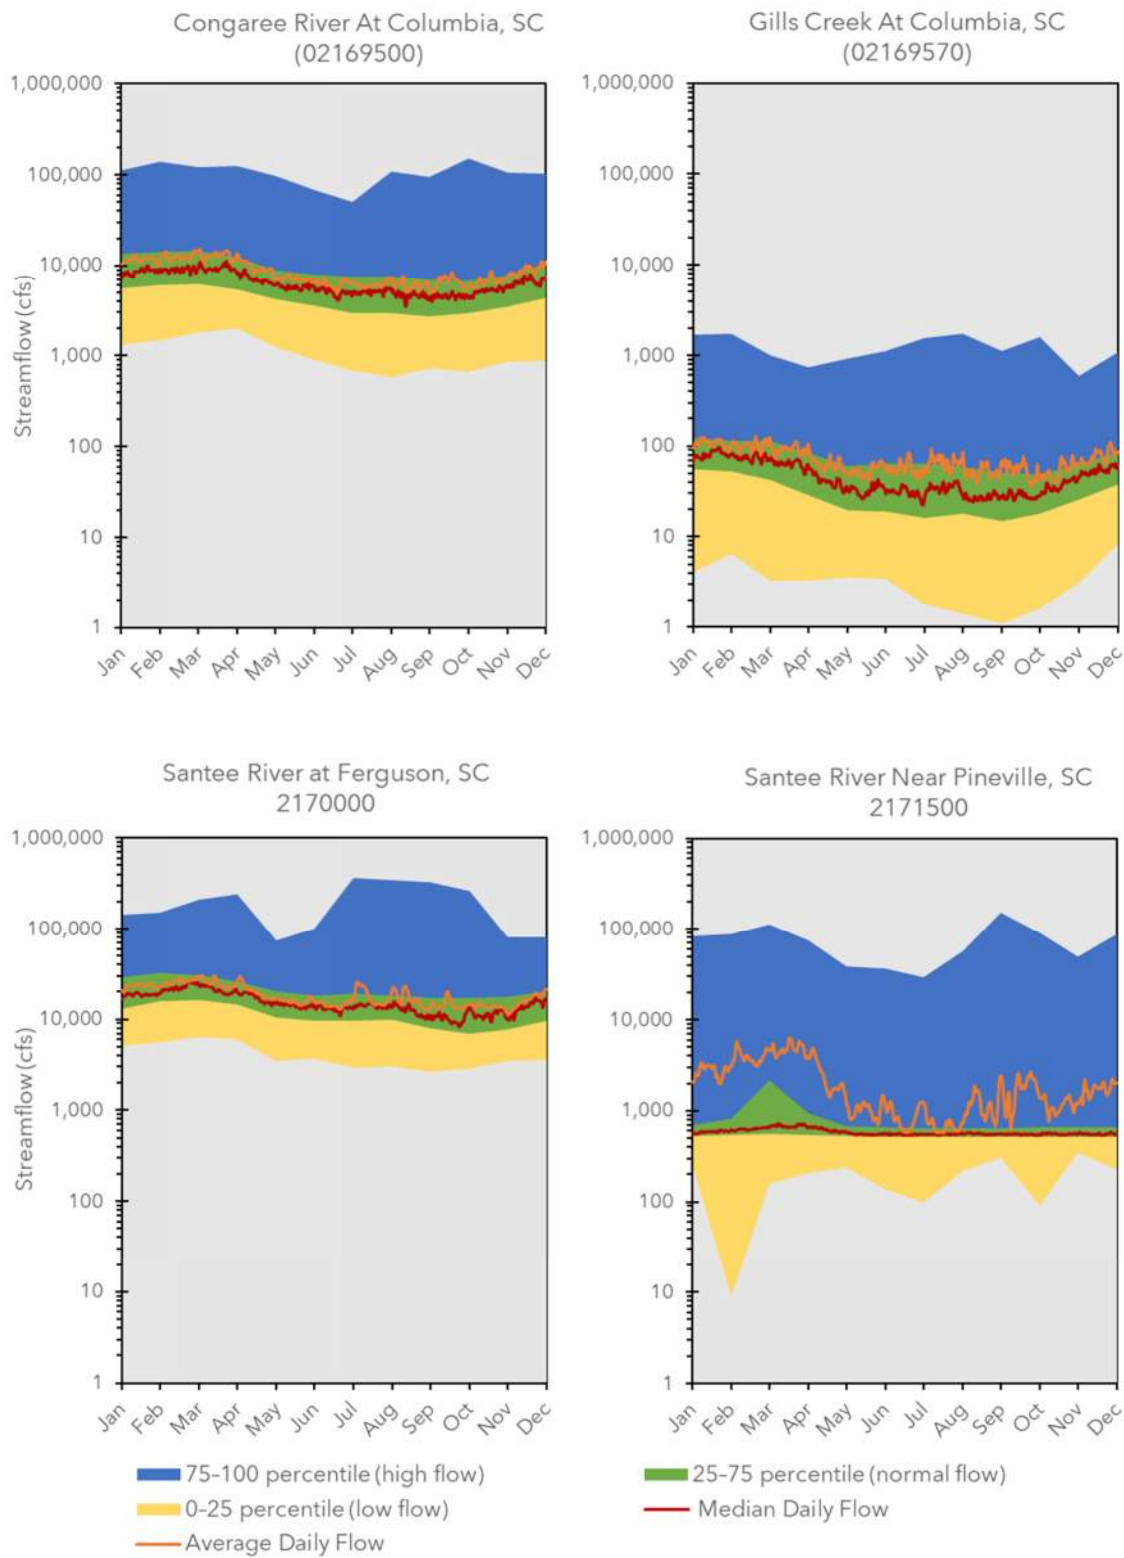 Congaree River At Columbia, SC
(02169500)
Gills Creek At Columbia, SC
(02169570)
Streamflow (cfs)
1,000,000
100,000
10,000
1,000
100
10
1
Jan Feb Mar Apr May Jun Jul Aug Sep Oct Nov Dec
1,000,000
100,000
10,000
1,000
100
10
1
Jan Feb Mar Apr May Jun Jul Aug Sep Oct Nov Dec
Santee River at Ferguson, SC
2170000
Santee River Near Pineville, SC
2171500
Streamflow (cfs)
1,000,000
100,000
10,000
1,000
100
10
1
Jan Feb Mar Apr May Jun Jul Aug Sep Oct Nov Dec
1,000,000
100,000
10,000
1,000
100
10
1
Jan Feb Mar Apr May Jun Jul Aug Sep Oct Nov Dec
75–100 percentile (high flow)
25–75 percentile (normal flow)
0–25 percentile (low flow)
Median Daily Flow
Average Daily Flow